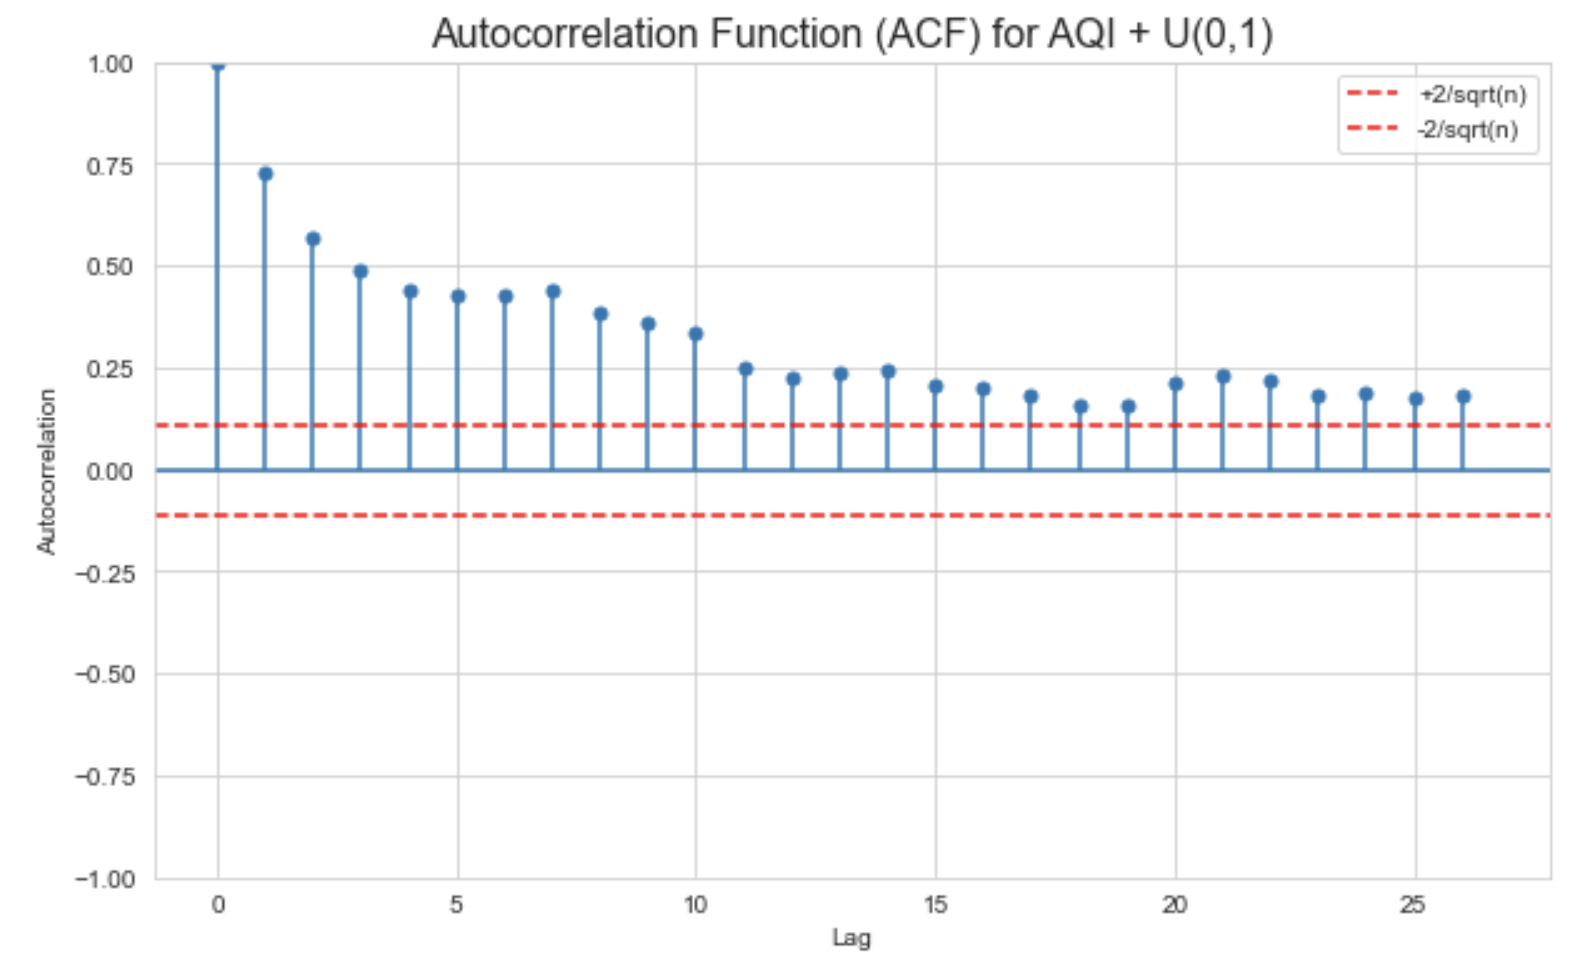 Autocorrelation Function (ACF) for AQI + U(0,1)
1.00
0.75
0.50
0.25
0.00
−0.25
−0.50
−0.75
−1.00
Autocorrelation
+2/sqrt(n)
-2/sqrt(n)
0 5 10 15 20 25
Lag